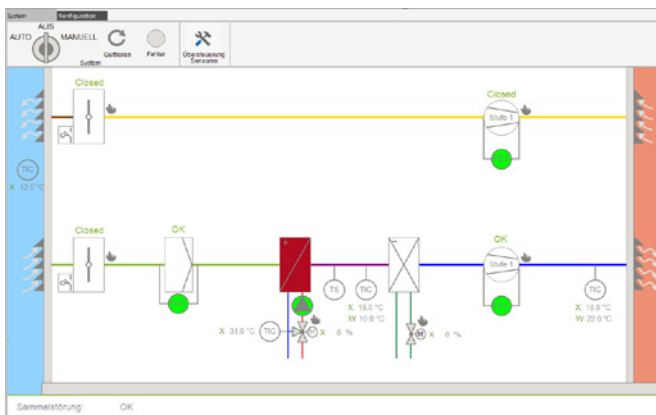 System Konfiguration
AUS
AUTO MANUELL
System
Quittieren
Fehler
Übersteuerung
Sensoren
Closed
Closed
Stufe 1
TIC
X 12.0 °C
Closed
OK
OK
Stufe 1
+
-
TS
TIC
X 15.0 °C
W 10.0 °C
TIC
X 18.0 °C
W 22.0 °C
X 31.0 °C TIC
M X 0 %
M X 0 %
Sammelstörung: OK